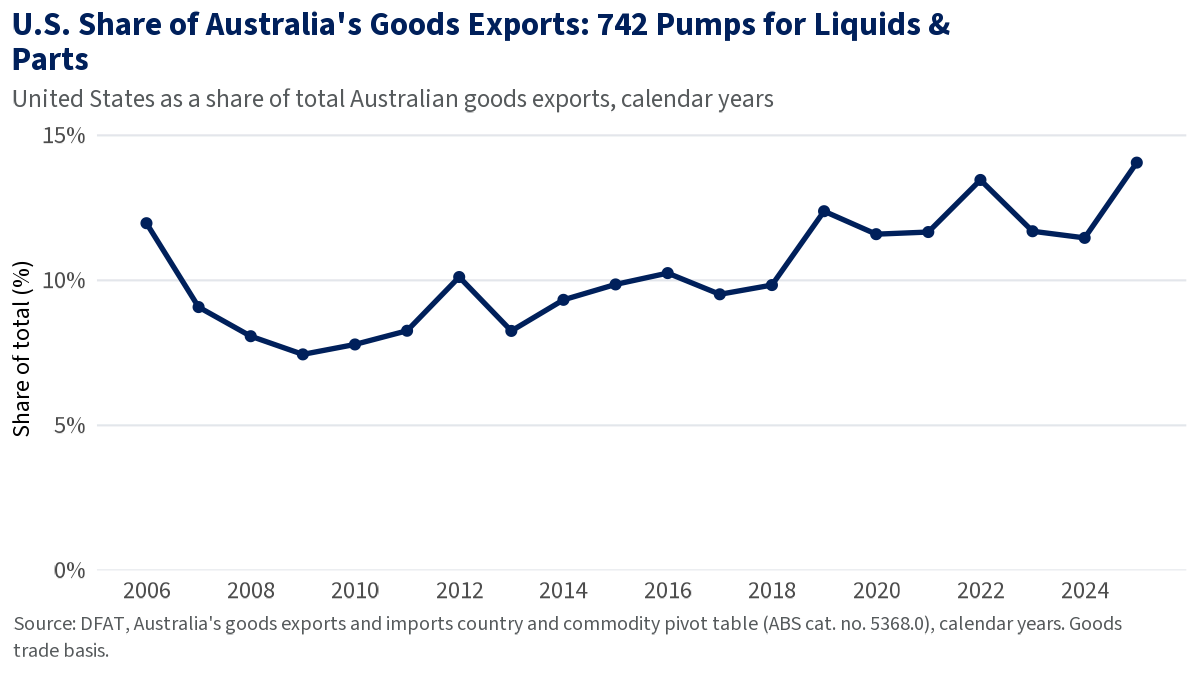 U.S. Share of Australia's Goods Exports: 742 Pumps for Liquids &
Parts
United States as a share of total Australian goods exports, calendar years
Share of total (%)
15%
10%
5%
0%
2006 2008 2010 2012 2014 2016 2018 2020 2022 2024
Source: DFAT, Australia's goods exports and imports country and commodity pivot table (ABS cat. no. 5368.0), calendar years. Goods
trade basis.